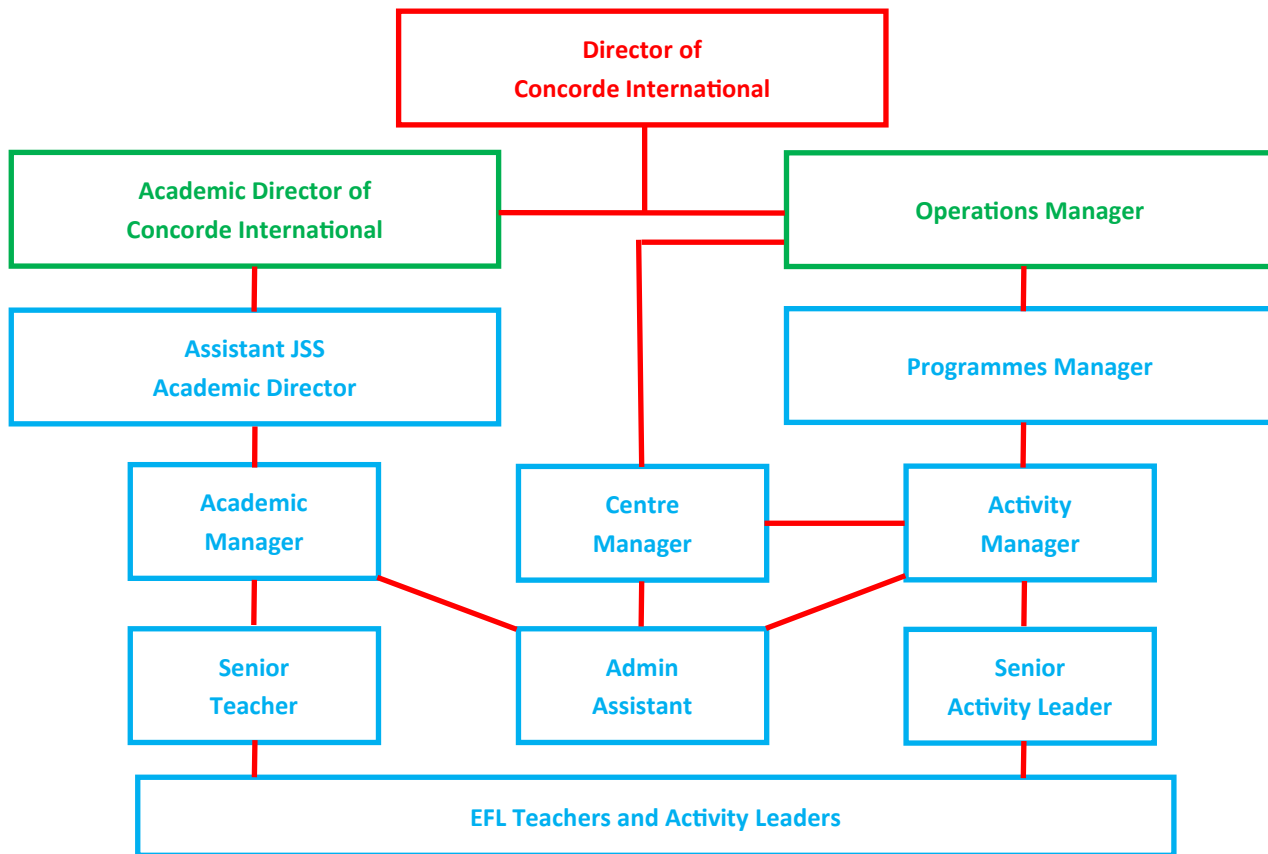 Director of
Concorde International
Academic Director of
Concorde International
Operations Manager
Assistant JSS
Academic Director
Programmes Manager
Academic
Manager
Centre
Manager
Activity
Manager
Senior
Teacher
Admin
Assistant
Senior
Activity Leader
EFL Teachers and Activity Leaders